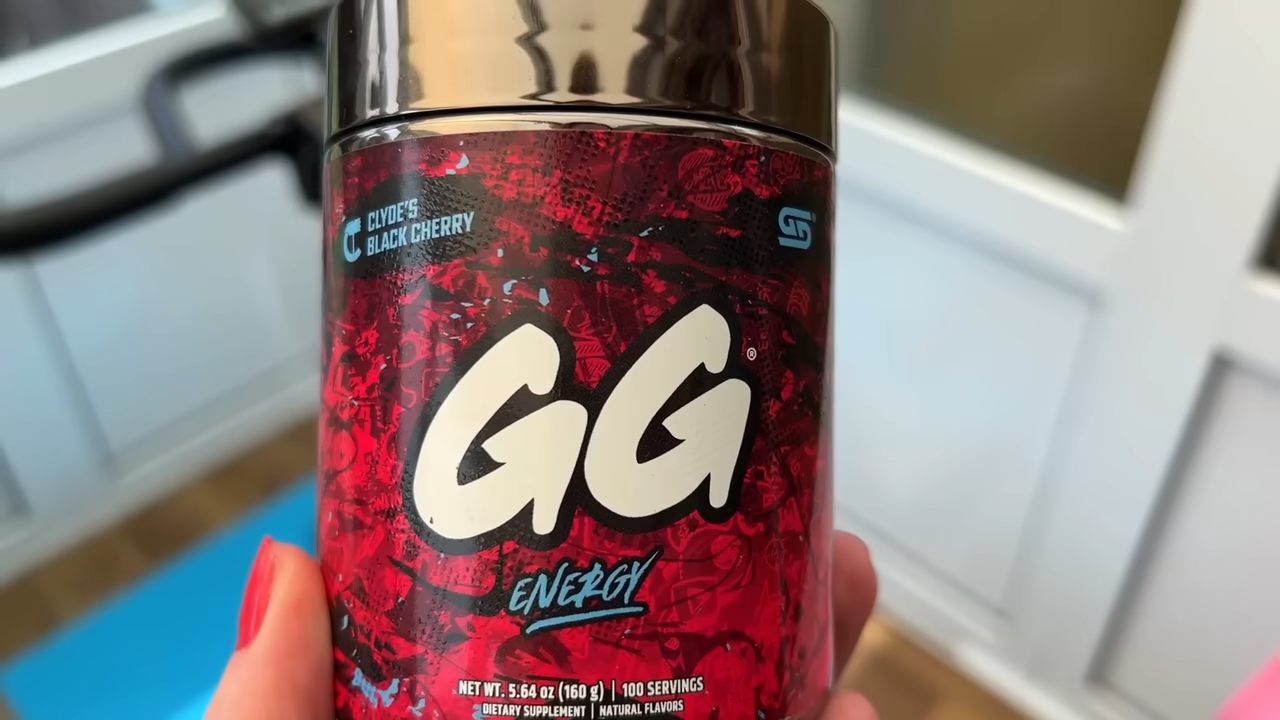 CLYDE'S
BLACK CHERRY
GG®
ENERGY
NET WT. 5.64 oz (160 g) | 100 SERVINGS
DIETARY SUPPLEMENT | NATURAL FLAVORS